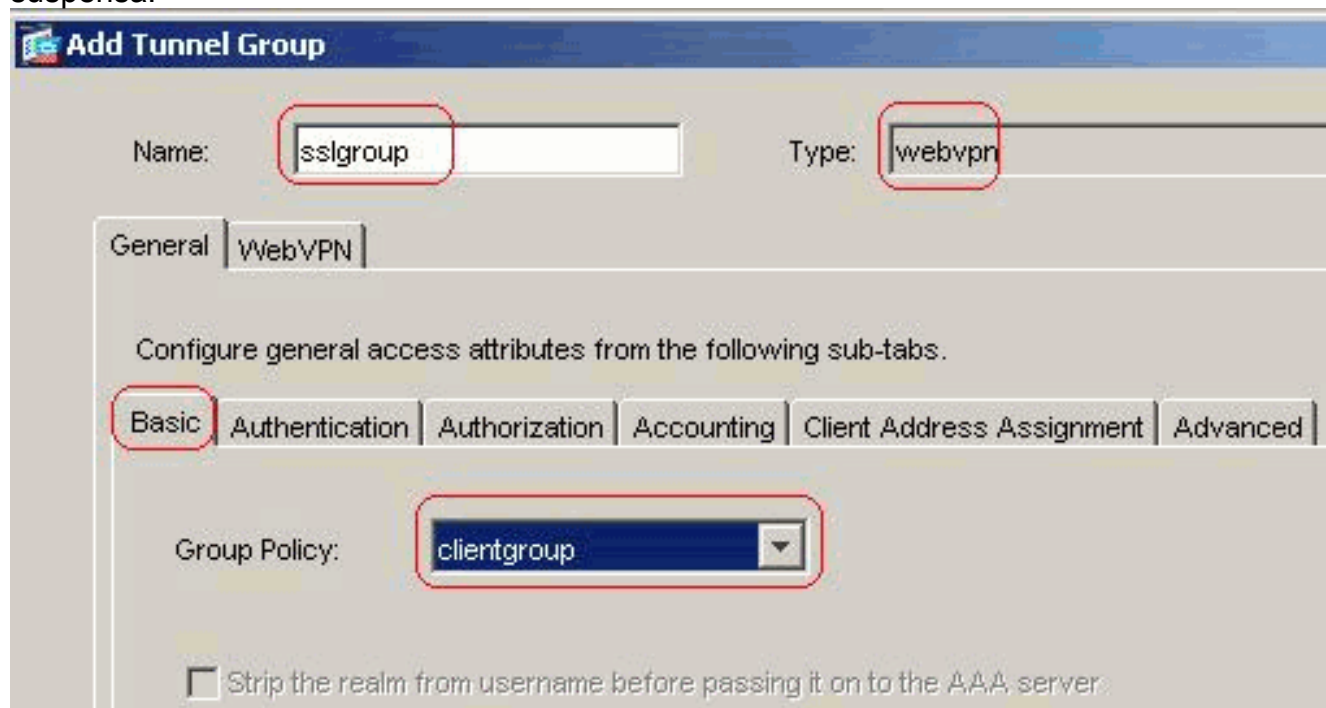 Add Tunnel Group
Name: sslgroup Type: webvpn
General WebVPN
Configure general access attributes from the following sub-tabs.
Basic Authentication Authorization Accounting Client Address Assignment Advanced
Group Policy: clientgroup
Strip the realm from username before passing it on to the AAA server